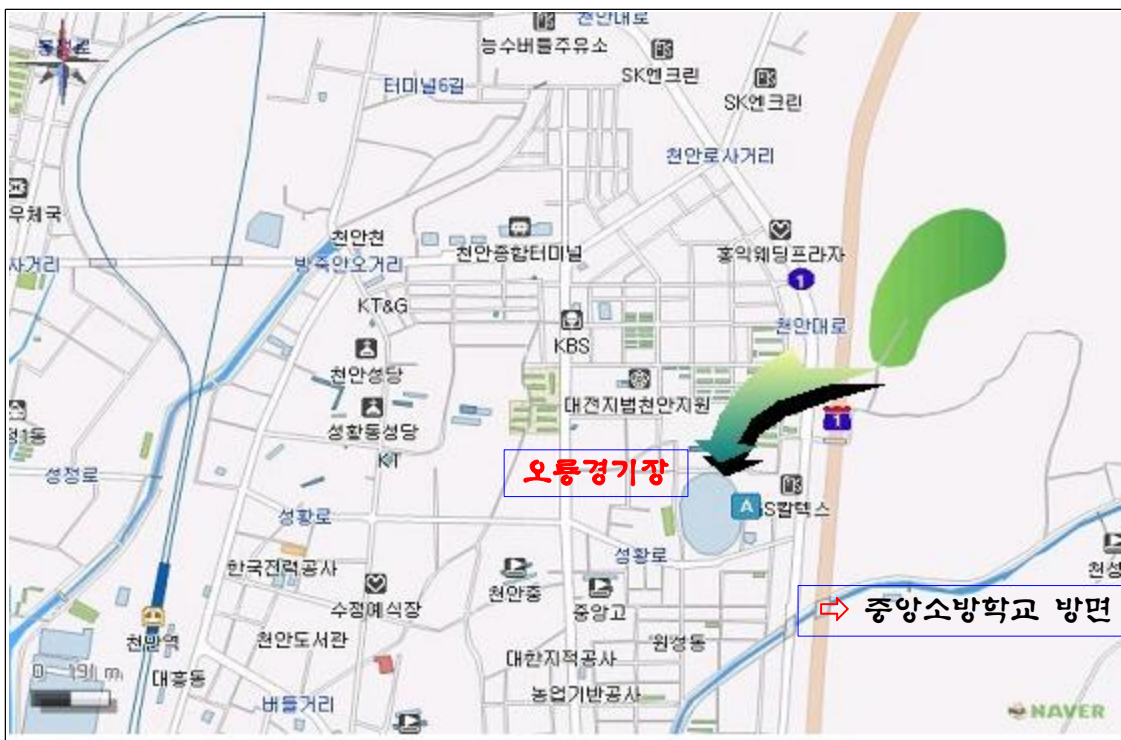 천안대로
능수버들주유소
SK엔크린
SK엔크린
터미널6길
천안로사거리
우체국
천안천
천안종합터미널
홍익웨딩프라자
사거리
방죽안오거리
1
KT&G
천안대로
KBS
천안성당
대전지법천안지원
1
성황동성당
KT
오룡경기장
성정로
A
GS칼텍스
성황로
성황로
한국전력공사
천안중
중앙고
수정예식장
⇨ 중앙소방학교 방면
천안역
천안도서관
원성동
대한지적공사
0 191 m
대흥동
농업기반공사
버들거리
NAVER